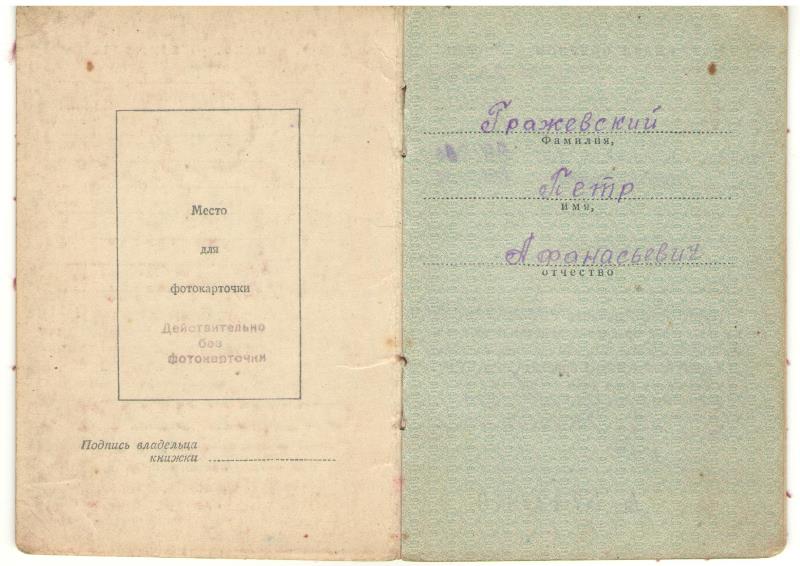 Место
для
фотокарточки
Действительно
без
фотокарточки
Подпись владельца
книжки
Гражевский
Фамилия,
Петр
имя,
Афанасьевич
отчество